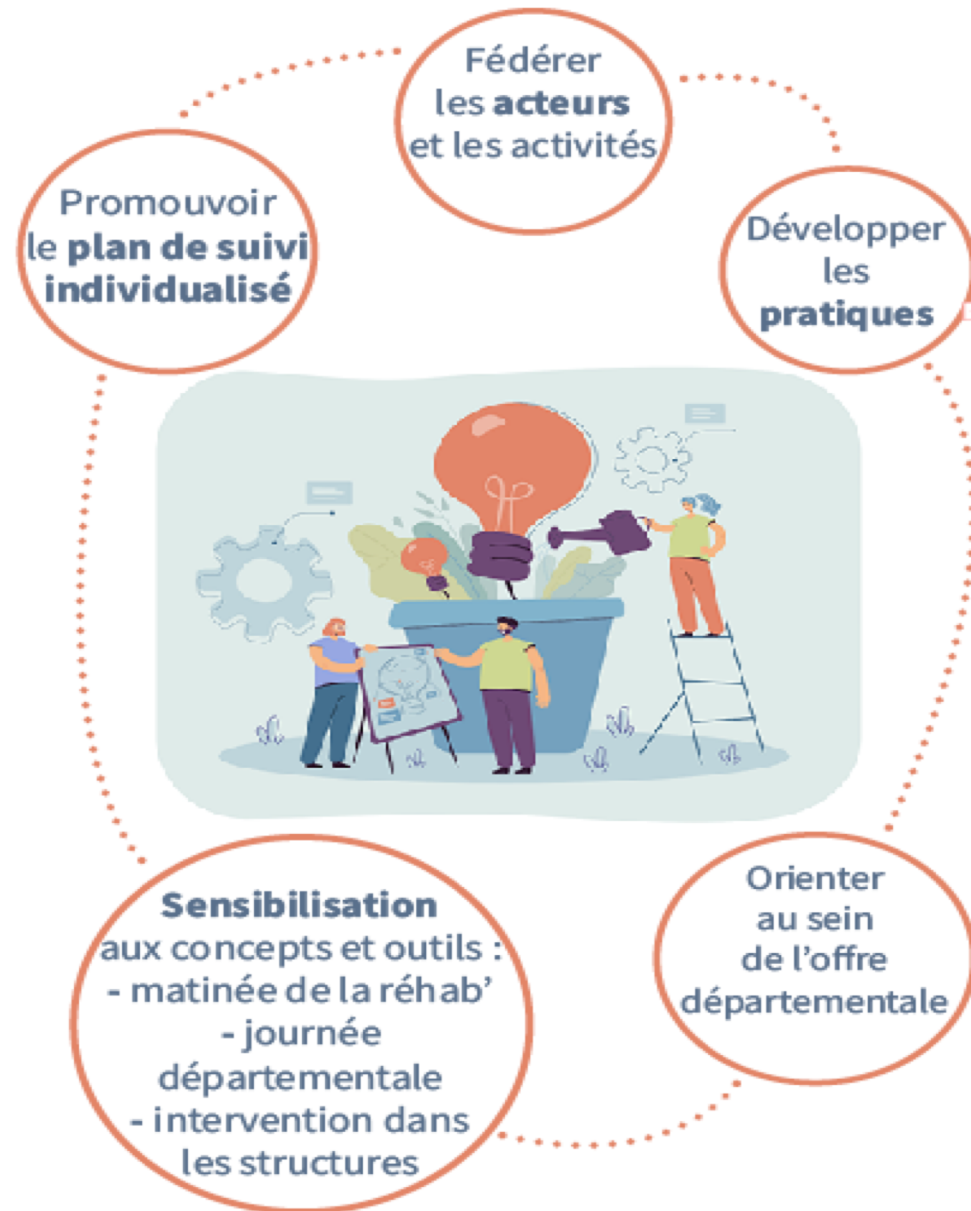 Fédérer
les acteurs
et les activités
Promouvoir
le plan de suivi
individualisé
Développer
les
pratiques
Sensibilisation
aux concepts et outils :
- matinée de la réhab’
- journée
départementale
- intervention dans
les structures
Orienter
au sein
de l’offre
départementale